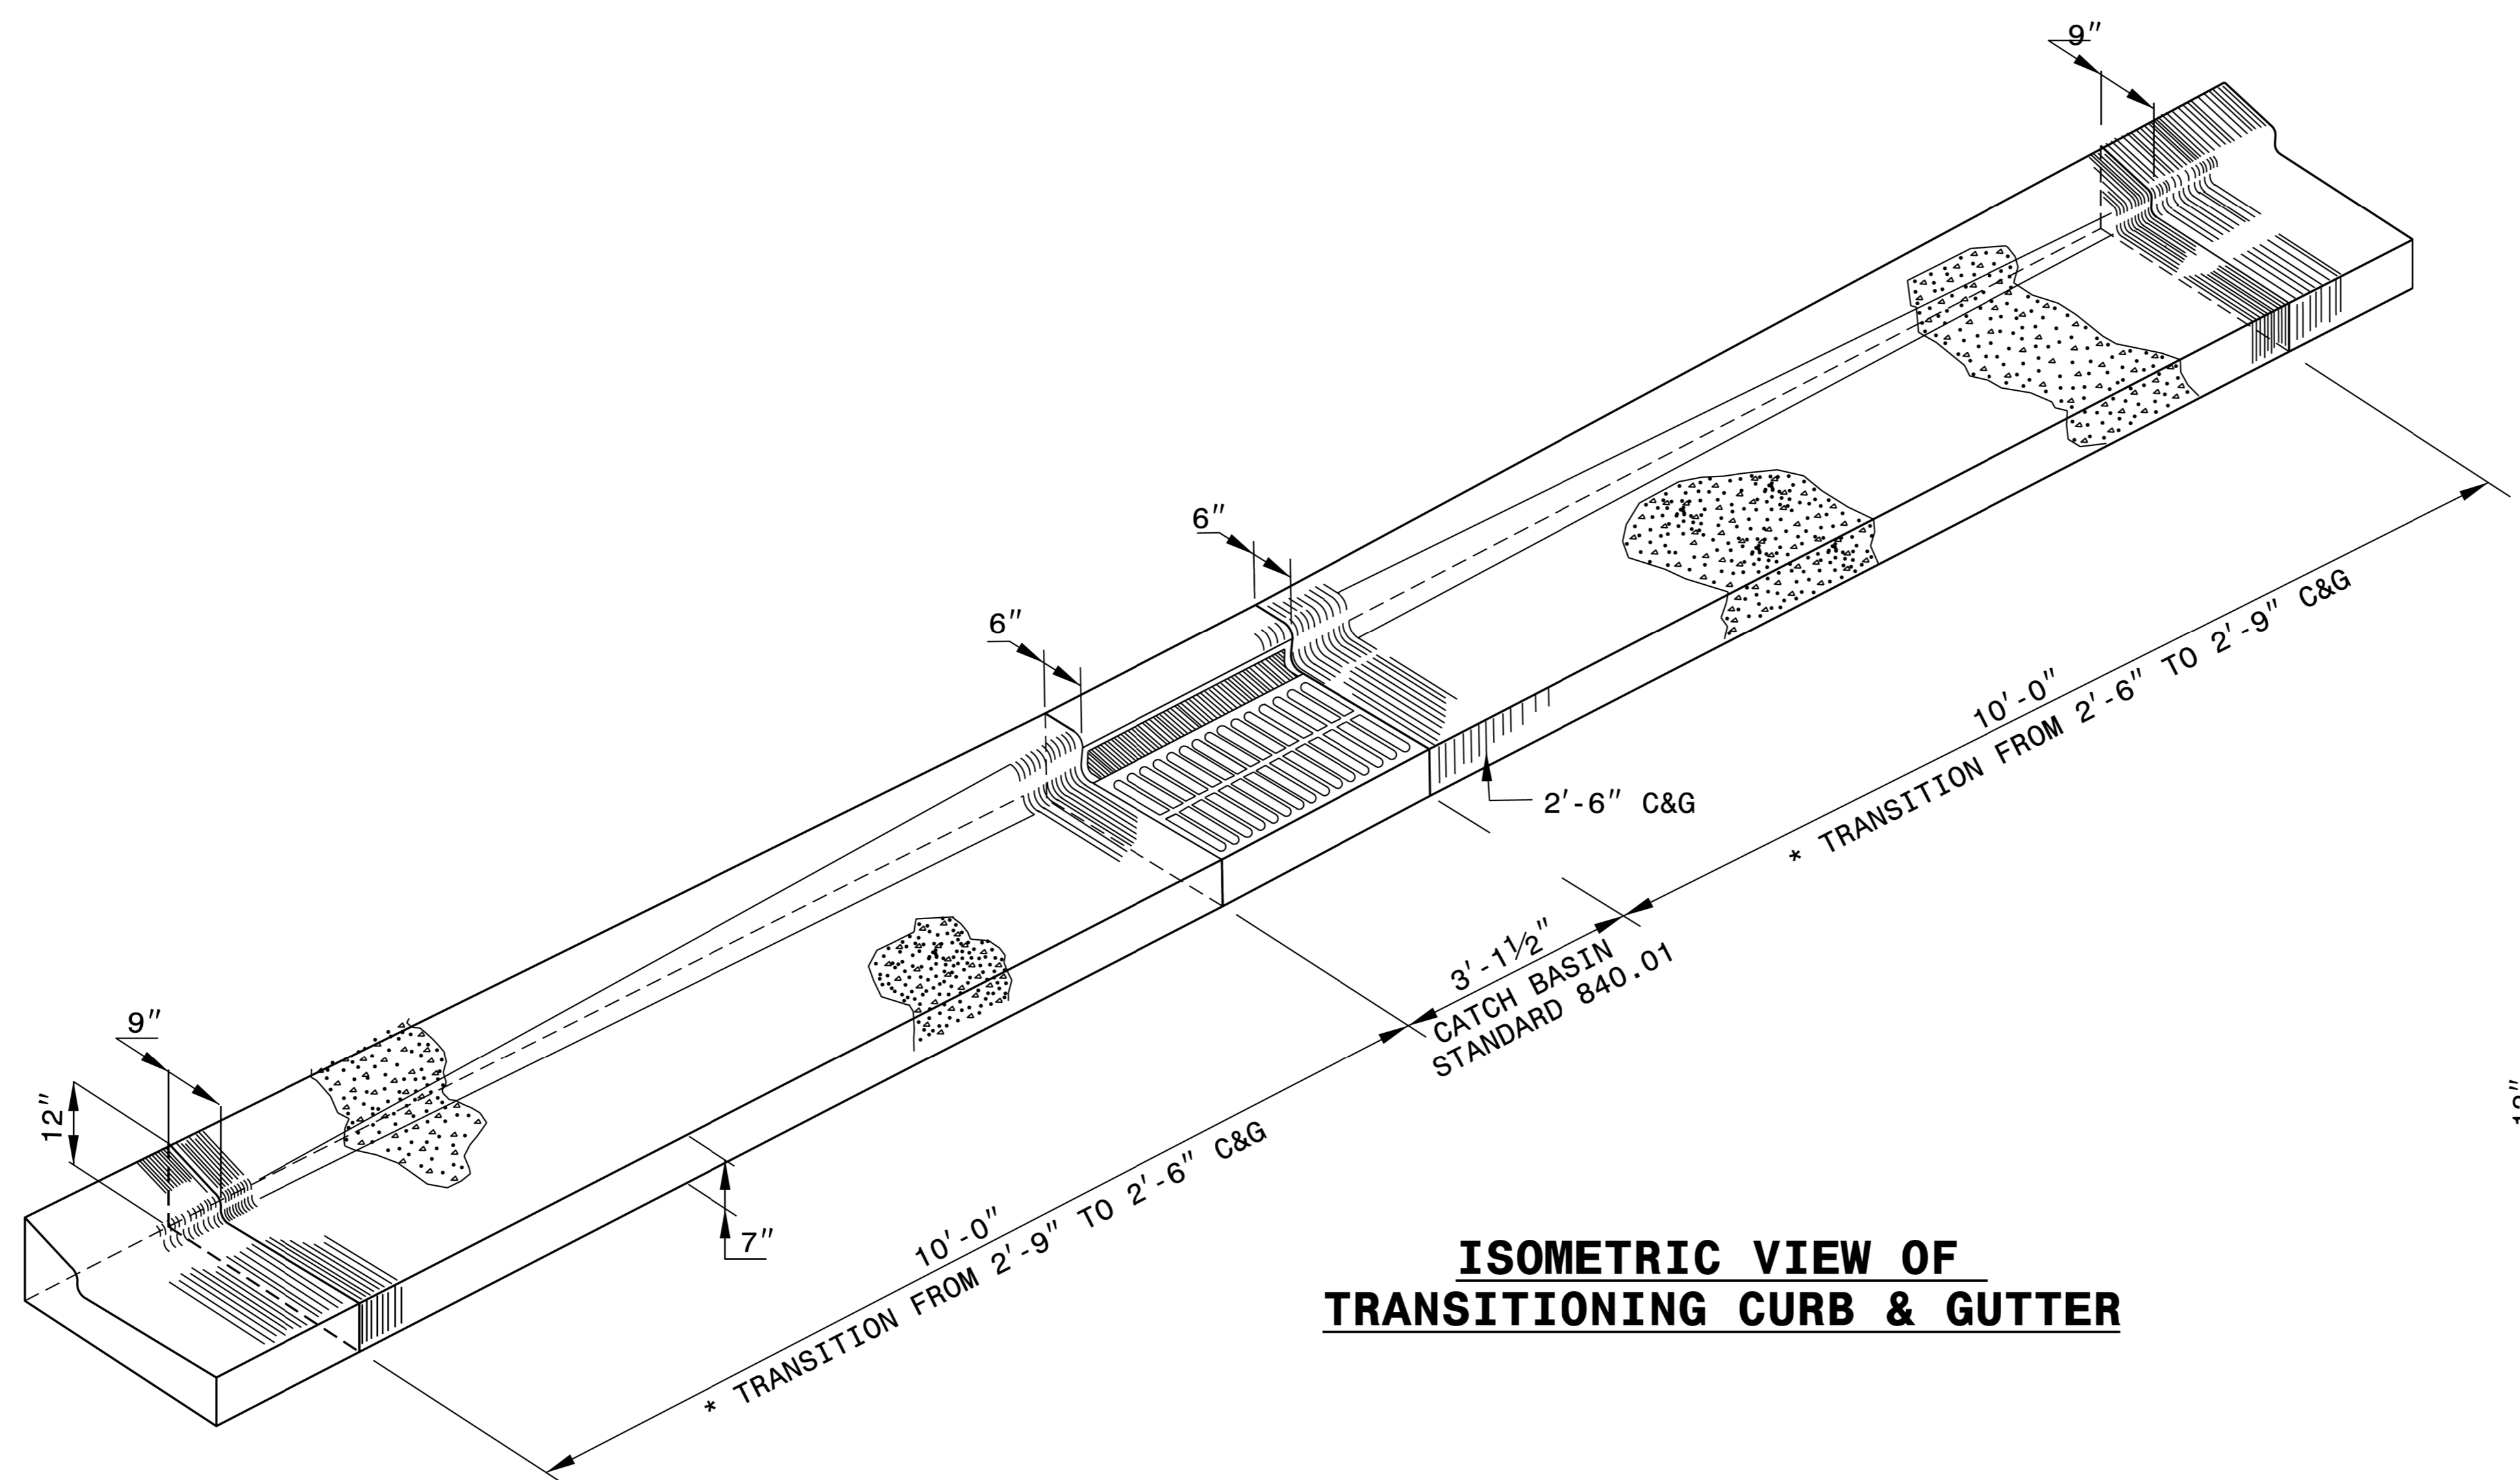 9"
6"
6"
10'-0"
* TRANSITION FROM 2'-6" TO 2'-9" C&G
2'-6" C&G
3'-1½"
CATCH BASIN
STANDARD 840.01
9"
12"
7"
10'-0"
* TRANSITION FROM 2'-9" TO 2'-6" C&G
ISOMETRIC VIEW OF
TRANSITIONING CURB & GUTTER